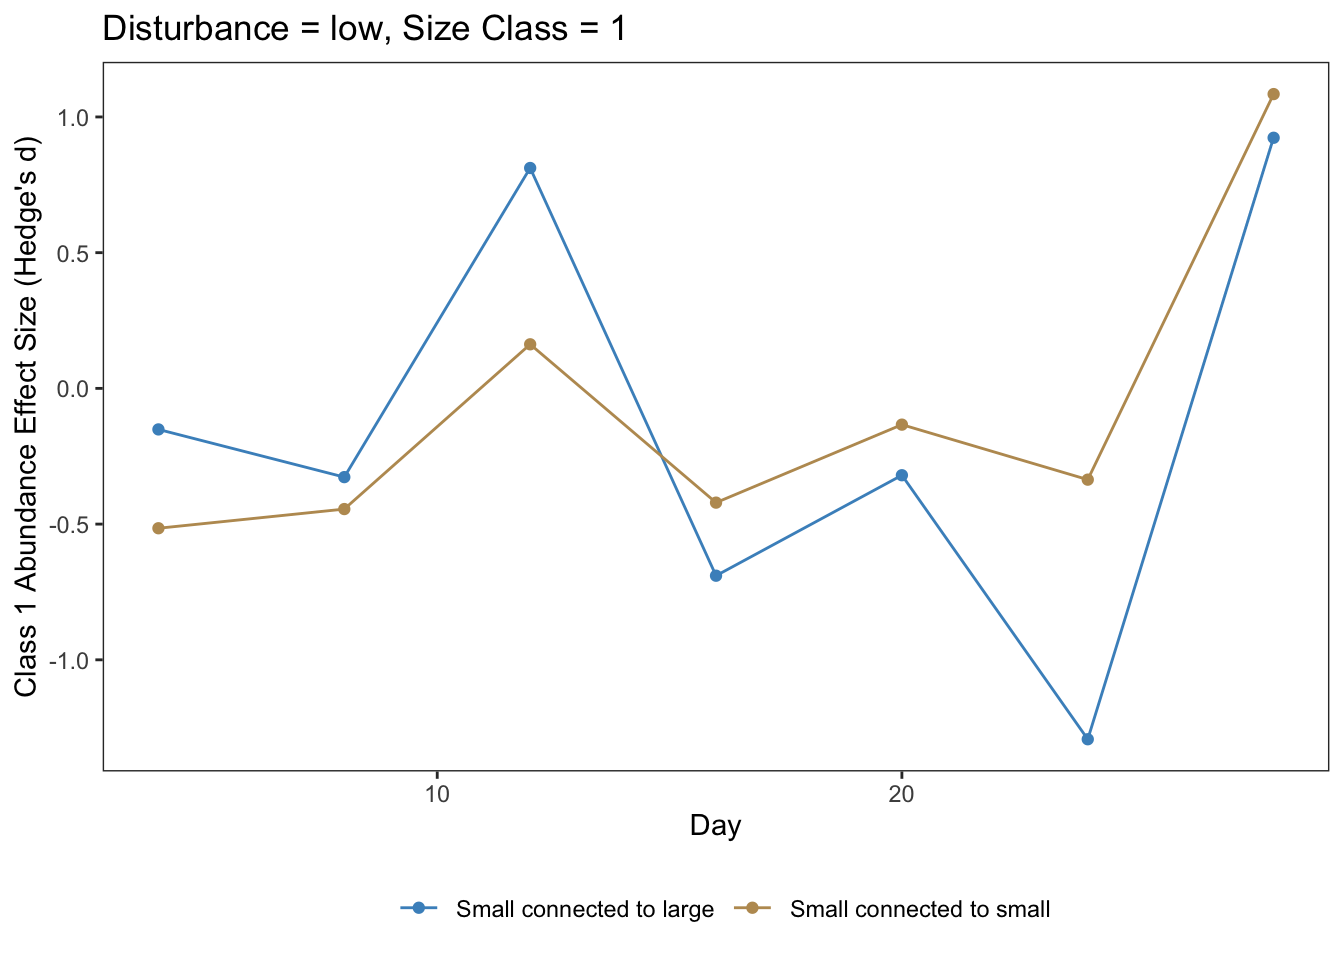 Disturbance = low, Size Class = 1
Class 1 Abundance Effect Size (Hedge's d)
1.0
0.5
0.0
-0.5
-1.0
10 20
Day
Small connected to large Small connected to small